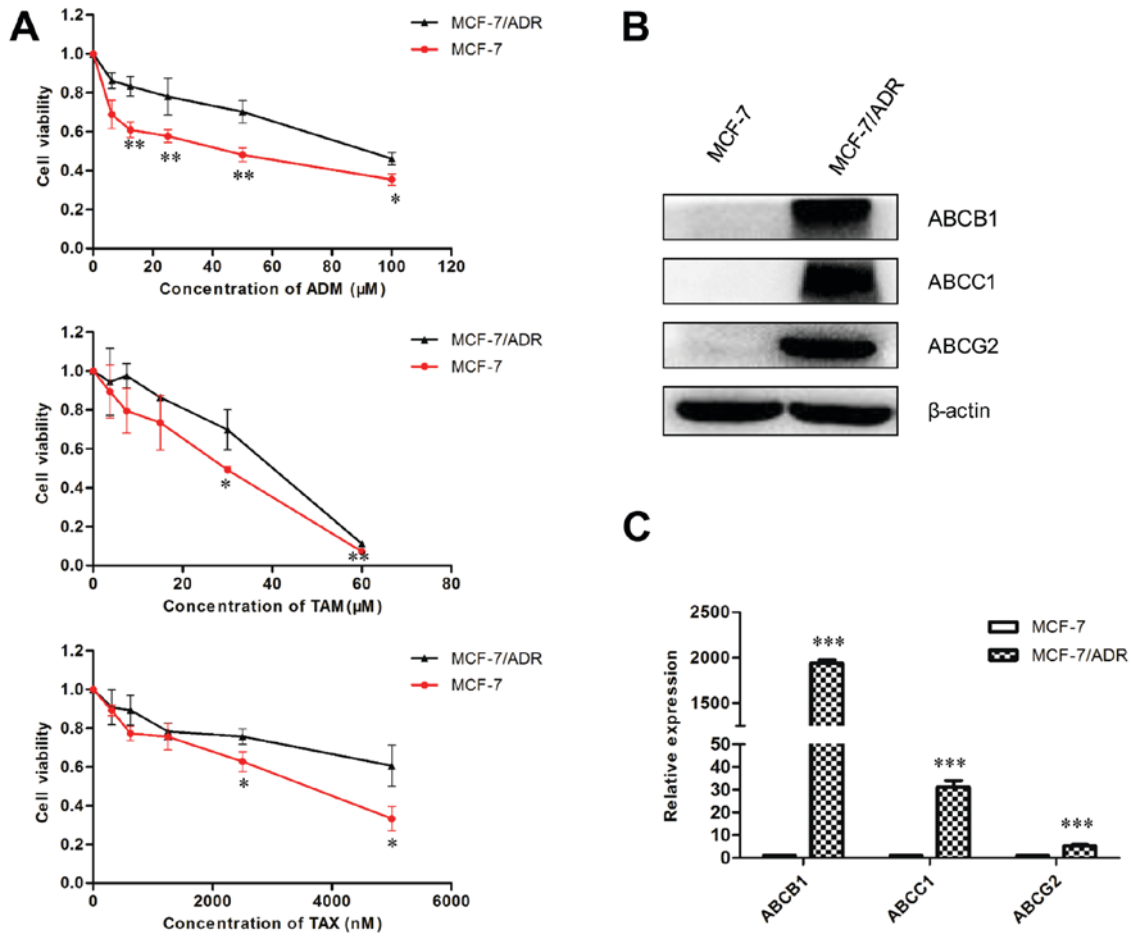 A
1.2
1.0
0.8
0.6
0.4
0.2
0.0
Cell viability
MCF-7/ADR
MCF-7
**
**
**
*
0 20 40 60 80 100 120
Concentration of ADM (μM)
1.2
1.0
0.8
0.6
0.4
0.2
0.0
Cell viability
MCF-7/ADR
MCF-7
*
**
0 20 40 60 80
Concentration of TAM(μM)
1.2
1.0
0.8
0.6
0.4
0.2
0.0
Cell viability
MCF-7/ADR
MCF-7
*
*
0 2000 4000 6000
Concentration of TAX (nM)
B
MCF-7
MCF-7/ADR
ABCB1
ABCC1
ABCG2
β-actin
C
2500
2000
1500
50
40
30
20
10
0
Relative expression
MCF-7
MCF-7/ADR
***
***
***
ABCB1
ABCC1
ABCG2